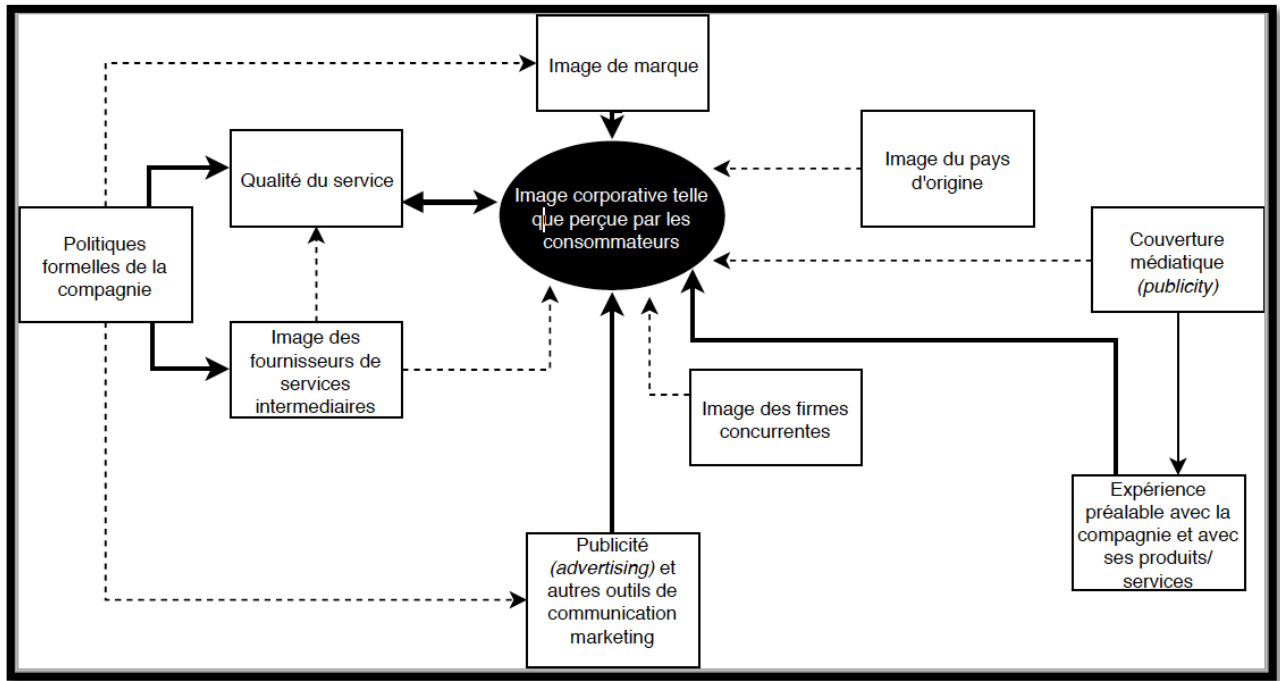 Image de marque
Image du pays
d'origine
Qualité du service
Image corporative telle
que perçue par les
consommateurs
Politiques
formelles de la
compagnie
Couverture
médiatique
(publicity)
Image des
fournisseurs de
services
intermediaires
Image des firmes
concurrentes
Expérience
préalable avec la
compagnie et avec
ses produits/
services
Publicité
(advertising) et
autres outils de
communication
marketing